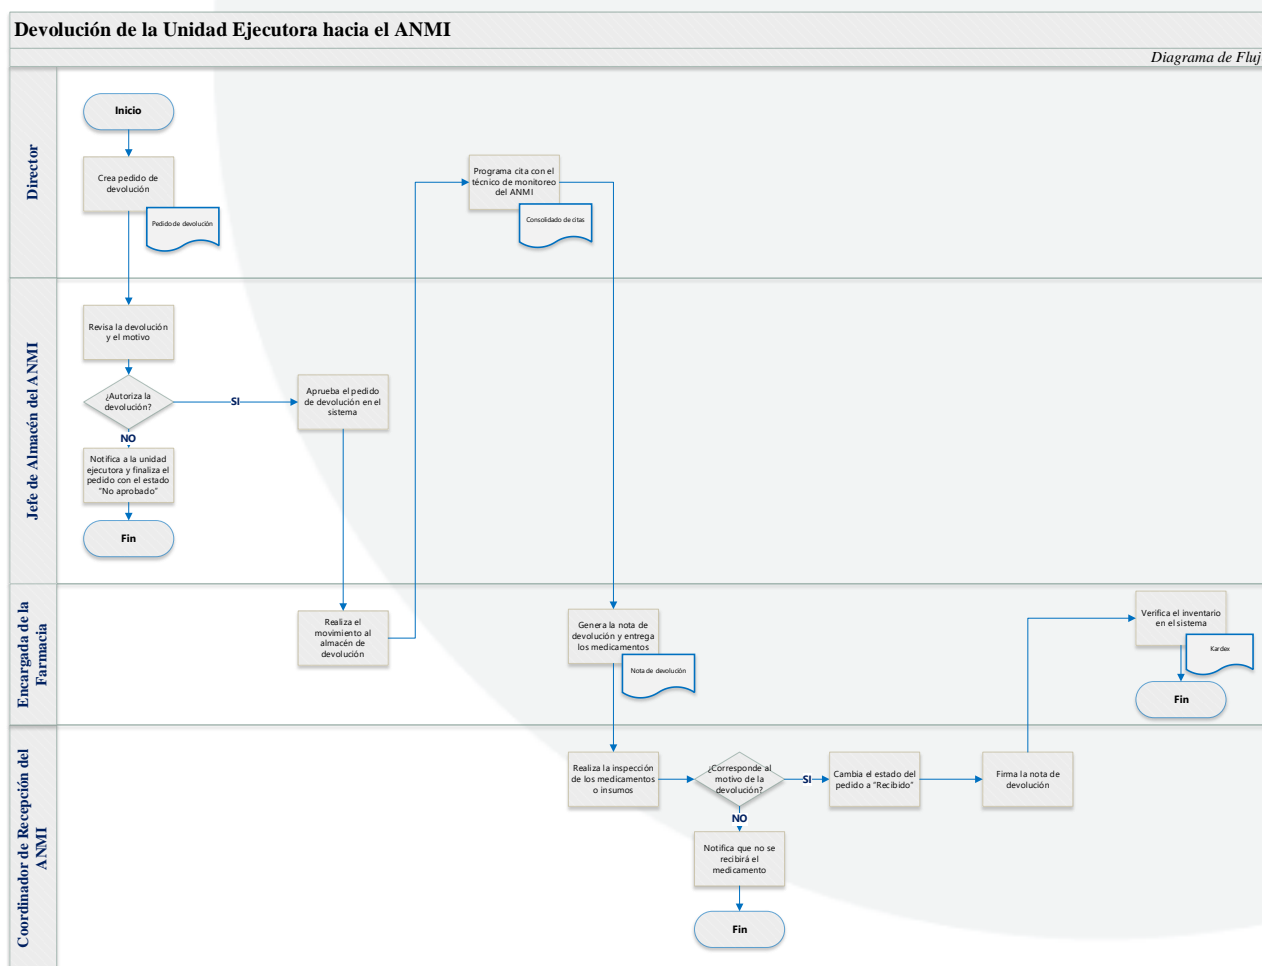 Devolución de la Unidad Ejecutora hacia el ANMI
Diagrama de Fluj
Director
Inicio
Crea pedido de
devolución
Pedido de devolución
Programa cita con el
técnico de monitoreo
del ANMI
Consolidado de citas
Jefe de Almacén del ANMI
Revisa la devolución
y el motivo
¿Autoriza la
devolución?
SI
Aprueba el pedido
de devolución en el
sistema
NO
Notifica a la unidad
ejecutora y finaliza el
pedido con el estado
"No aprobado"
Fin
Encargada de la
Farmacia
Realiza el
movimiento al
almacén de
devolución
Genera la nota de
devolución y entrega
los medicamentos
Nota de devolución
Verifica el inventario
en el sistema
Kardex
Fin
Coordinador de Recepción del
ANMI
Realiza la inspección
de los medicamentos
o insumos
¿Corresponde al
motivo de la
devolución?
SI
Cambia el estado del
pedido a "Recibido"
Firma la nota de
devolución
NO
Notifica que no se
recibirá el
medicamento
Fin